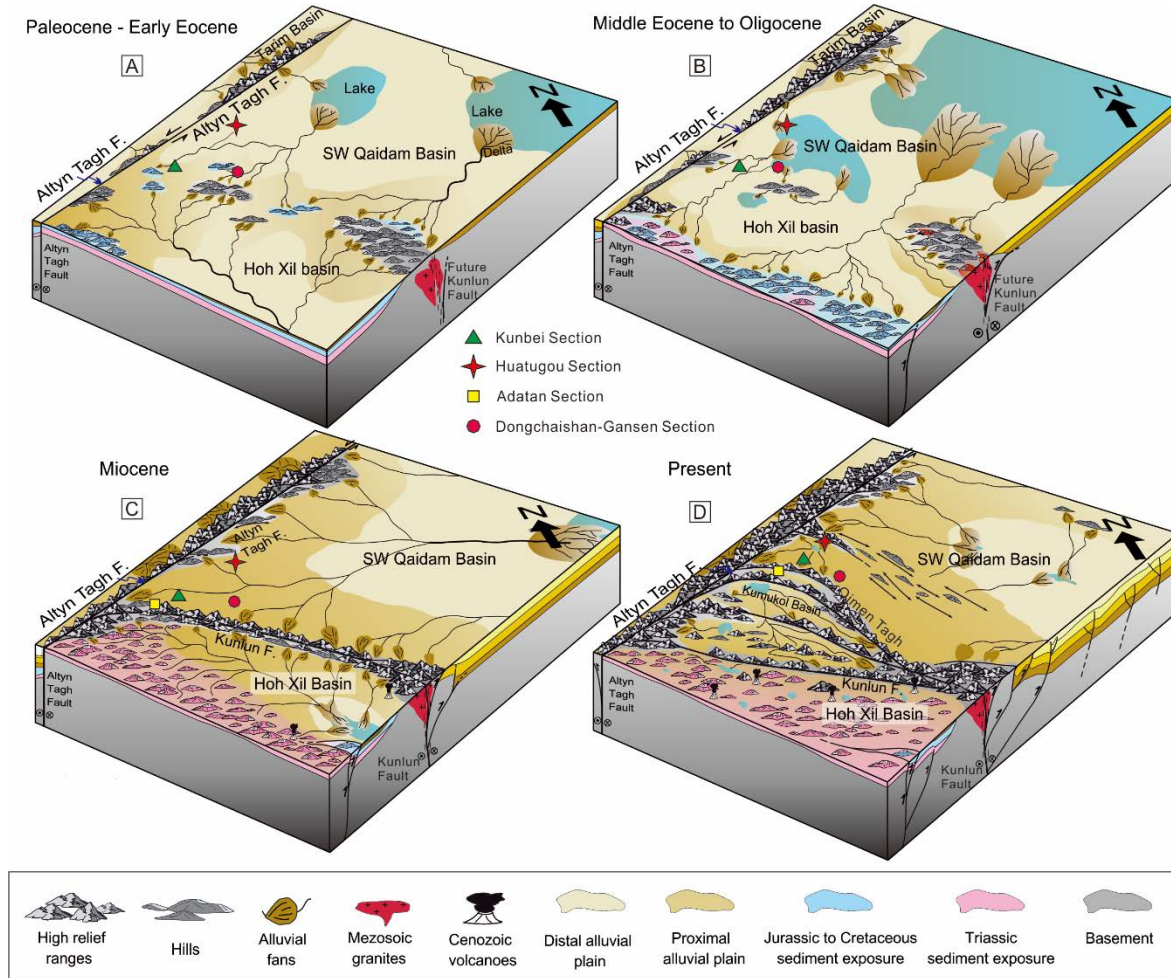 Paleocene - Early Eocene
A
Tarim Basin
Altyn Tagh F.
Altyn Tagh F.
Lake
Lake
Delta
SW Qaidam Basin
Hoh Xil basin
Altyn
Tagh
Fault
Future
Kunlun
Fault
N
Middle Eocene to Oligocene
B
Tarim Basin
Altyn Tagh F.
SW Qaidam Basin
Hoh Xil basin
Altyn
Tagh
Fault
Future
Kunlun
Fault
N
Kunbei Section
Huatugou Section
Adatan Section
Dongchaishan-Gansen Section
Miocene
C
Altyn
Tagh F.
Altyn Tagh F.
SW Qaidam Basin
Kunlun F.
Hoh Xil Basin
Altyn
Tagh
Fault
Kunlun
Fault
N
Present
D
Altyn Tagh F.
SW Qaidam Basin
Kumukol Basin
Qimen Tagh
Kunlun F.
Hoh Xil Basin
Altyn
Tagh
Fault
Kunlun
Fault
N
High relief
ranges
Hills
Alluvial
fans
Mezosoic
granites
Cenozoic
volcanoes
Distal alluvial
plain
Proximal
alluvial plain
Jurassic to Cretaceous
sediment exposure
Triassic
sediment exposure
Basement